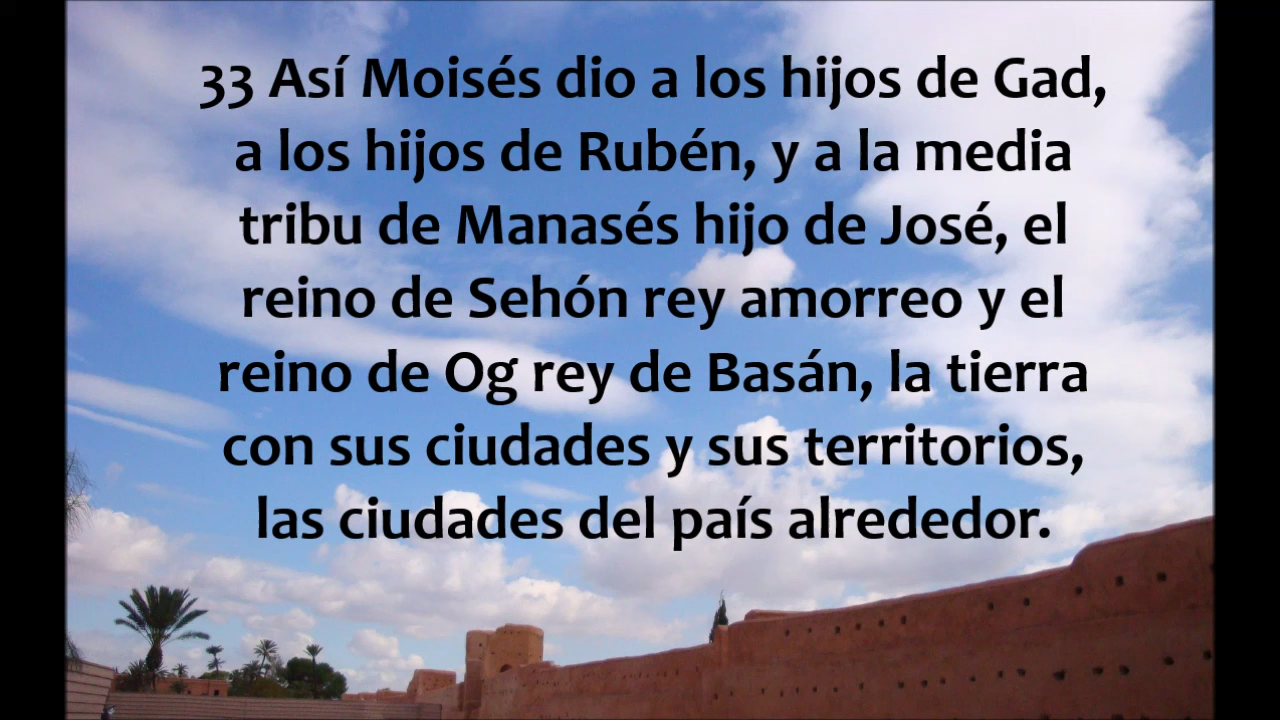 33 Así Moisés dio a los hijos de Gad,
a los hijos de Rubén, y a la media
tribu de Manasés hijo de José, el
reino de Sehón rey amorreo y el
reino de Og rey de Basán, la tierra
con sus ciudades y sus territorios,
las ciudades del país alrededor.